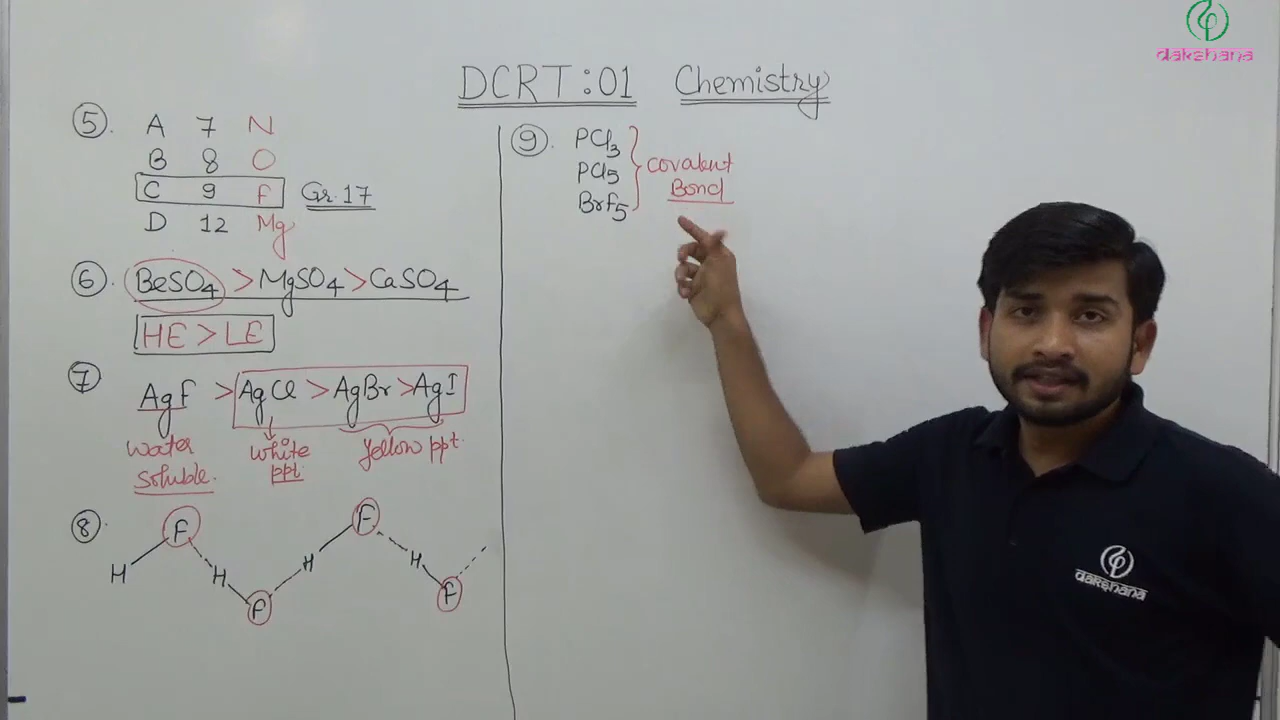 dakshana
DCRT:01 Chemistry
5. A 7 N
B 8 O
C 9 F Gr. 17
D 12 Mg
6. BeSO4 > MgSO4 > CaSO4
HE > LE
7 AgF > AgCl > AgBr > AgI
water soluble.
white ppt.
Yellow ppt.
8. H F H F H F H F
9. PCl3
PCl5
BrF5
Covalent
Bond
dakshana